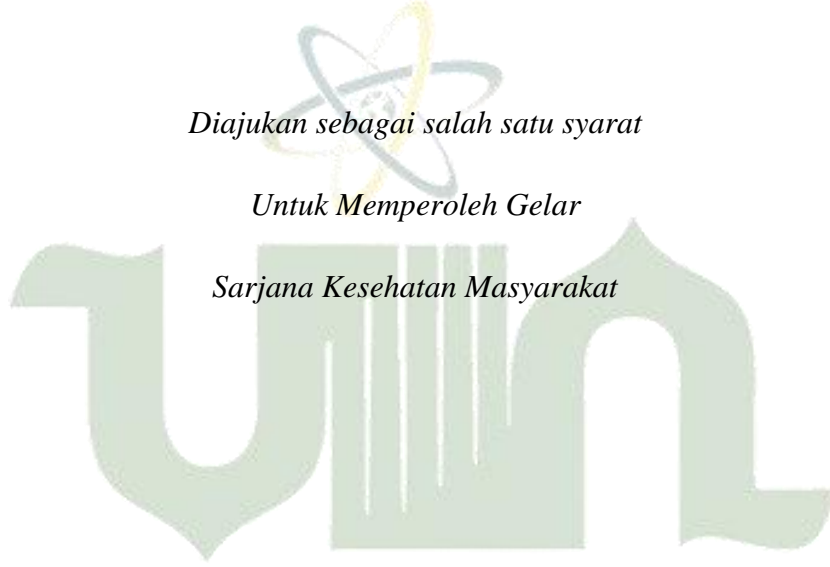 Diajukan sebagai salah satu syarat
Untuk Memperoleh Gelar
Sarjana Kesehatan Masyarakat